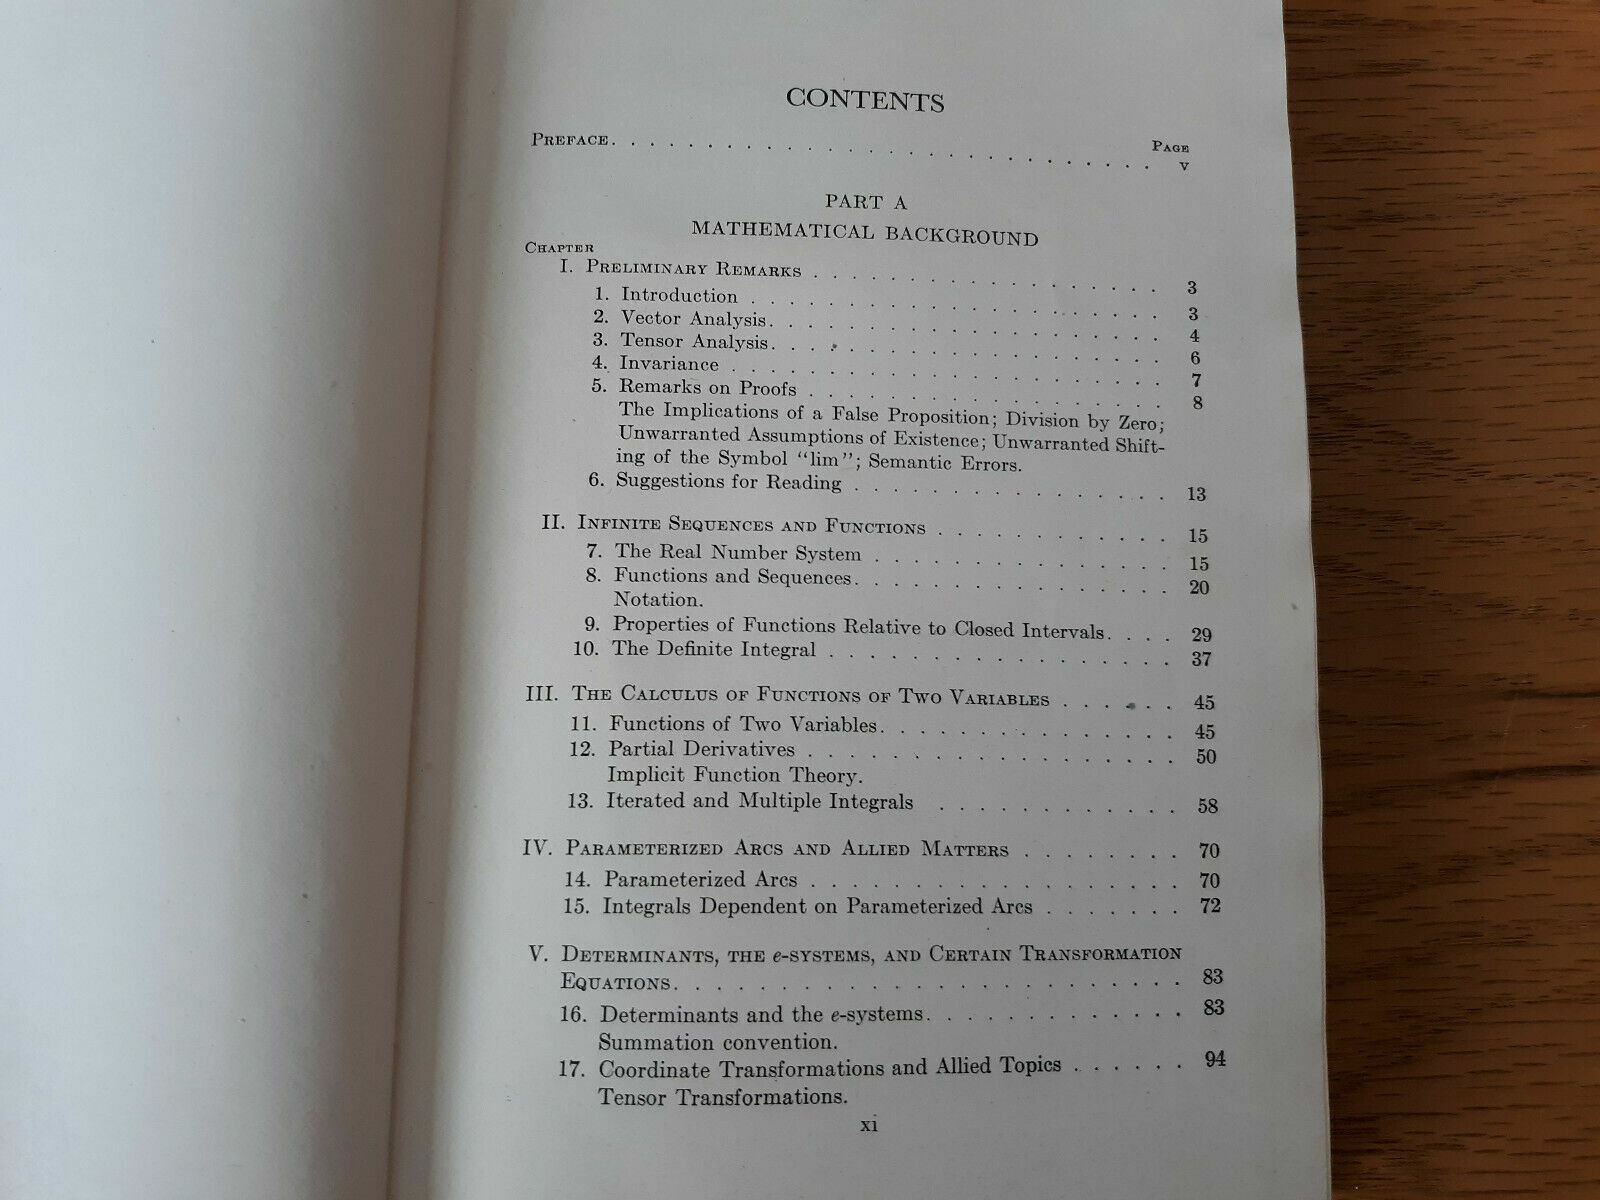 CONTENTS
PAGE
PREFACE. . . . . . . . . . . . . . . . . . . . . . . . . . . . . v
PART A
MATHEMATICAL BACKGROUND
CHAPTER
I. PRELIMINARY REMARKS . . . . . . . . . . . . . . . . . . 3
1. Introduction . . . . . . . . . . . . . . . . . . . . . 3
2. Vector Analysis. . . . . . . . . . . . . . . . . . . . 4
3. Tensor Analysis. . . . . . . . . . . . . . . . . . . . 6
4. Invariance . . . . . . . . . . . . . . . . . . . . . . 7
5. Remarks on Proofs . . . . . . . . . . . . . . . . . . 8
The Implications of a False Proposition; Division by Zero;
Unwarranted Assumptions of Existence; Unwarranted Shift-
ing of the Symbol "lim"; Semantic Errors.
6. Suggestions for Reading . . . . . . . . . . . . . . . . 13
II. INFINITE SEQUENCES AND FUNCTIONS . . . . . . . . . . . . 15
7. The Real Number System . . . . . . . . . . . . . . . 15
8. Functions and Sequences. . . . . . . . . . . . . . . 20
Notation.
9. Properties of Functions Relative to Closed Intervals. . . . 29
10. The Definite Integral . . . . . . . . . . . . . . . . . 37
III. THE CALCULUS OF FUNCTIONS OF TWO VARIABLES . . . . . . 45
11. Functions of Two Variables. . . . . . . . . . . . . . . 45
12. Partial Derivatives . . . . . . . . . . . . . . . . . . 50
Implicit Function Theory.
13. Iterated and Multiple Integrals . . . . . . . . . . . . 58
IV. PARAMETERIZED ARCS AND ALLIED MATTERS . . . . . . . . 70
14. Parameterized Arcs . . . . . . . . . . . . . . . . . . 70
15. Integrals Dependent on Parameterized Arcs . . . . . . . 72
V. DETERMINANTS, THE e-SYSTEMS, AND CERTAIN TRANSFORMATION
EQUATIONS. . . . . . . . . . . . . . . . . . . . . . . . 83
16. Determinants and the e-systems. . . . . . . . . . . . . 83
Summation convention.
17. Coordinate Transformations and Allied Topics . . . . . . 94
Tensor Transformations.
xi